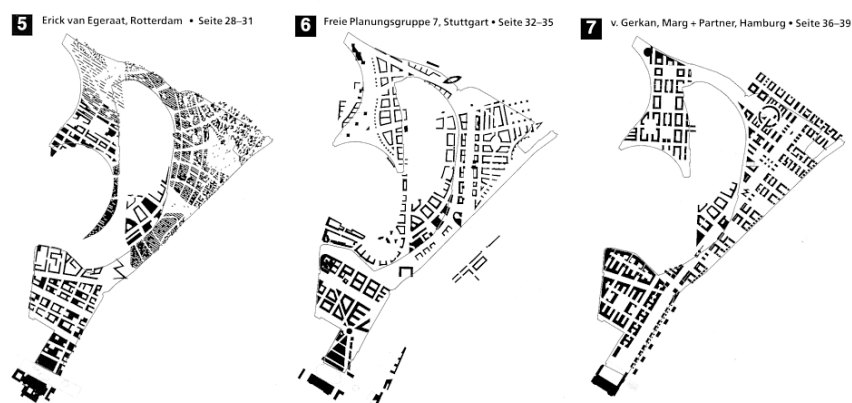 5 Erick van Egeraat, Rotterdam • Seite 28–31
6 Freie Planungsgruppe 7, Stuttgart • Seite 32–35
7 v. Gerkan, Marg + Partner, Hamburg • Seite 36–39